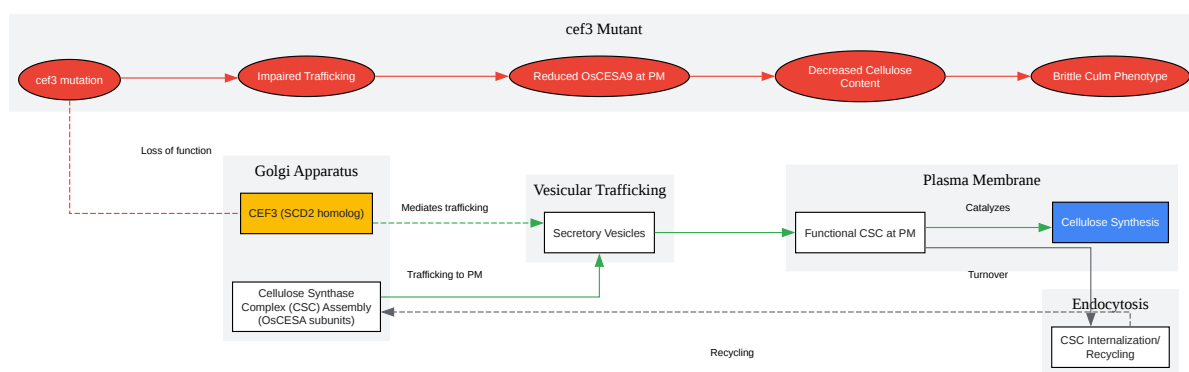 cef3 Mutant
cef3 mutation
Impaired Trafficking
Reduced OsCESA9 at PM
Decreased Cellulose
Content
Brittle Culm Phenotype
Loss of function
Golgi Apparatus
CEF3 (SCD2 homolog)
Mediates trafficking
Vesicular Trafficking
Secretory Vesicles
Plasma Membrane
Functional CSC at PM
Catalyzes
Cellulose Synthesis
Trafficking to PM
Turnover
Cellulose Synthase
Complex (CSC) Assembly
(OsCESA subunits)
Endocytosis
CSC Internalization/
Recycling
Recycling